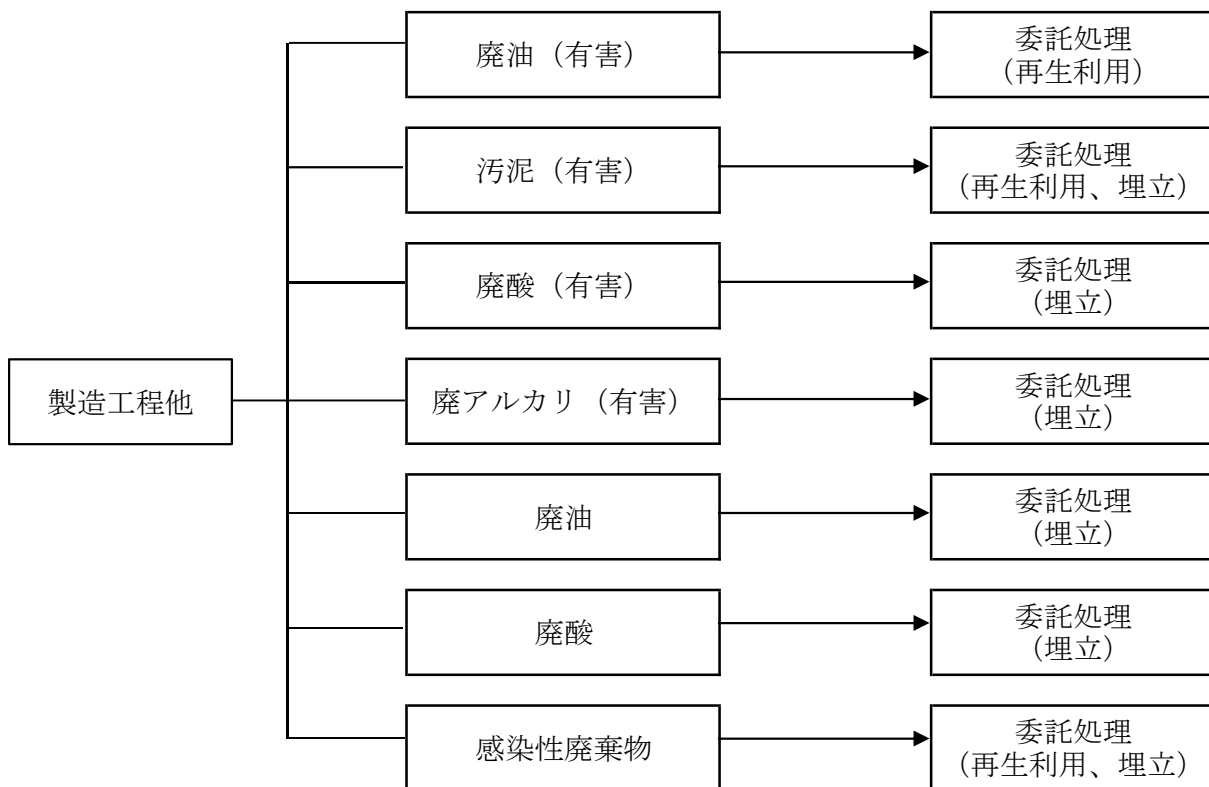 廃油（有害）
委託処理
（再生利用）
汚泥（有害）
委託処理
（再生利用、埋立）
廃酸（有害）
委託処理
（埋立）
製造工程他
廃アルカリ（有害）
委託処理
（埋立）
廃油
委託処理
（埋立）
廃酸
委託処理
（埋立）
感染性廃棄物
委託処理
（再生利用、埋立）